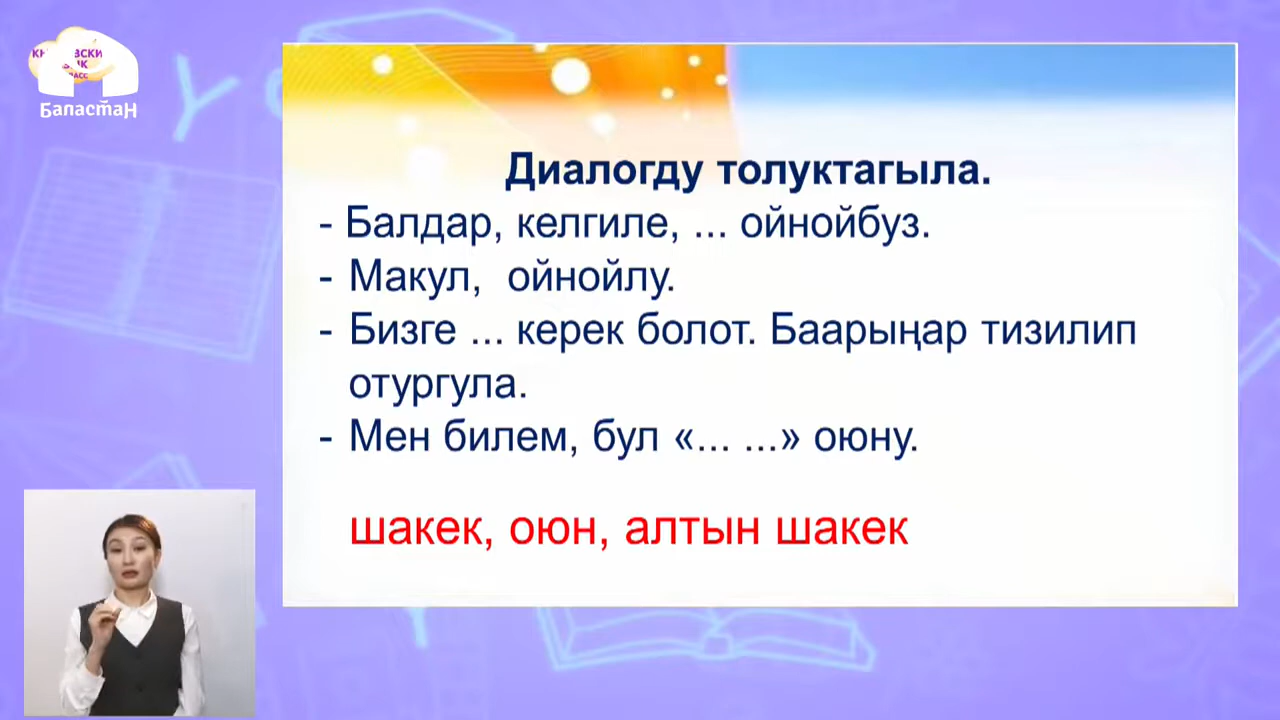 Баластан
Диалогду толуктагыла.
- Балдар, келгиле, ... ойнойбуз.
- Макул, ойнойлу.
- Бизге ... керек болот. Баарыңар тизилип
отургула.
- Мен билем, бул «... ...» оюну.
шакек, оюн, алтын шакек